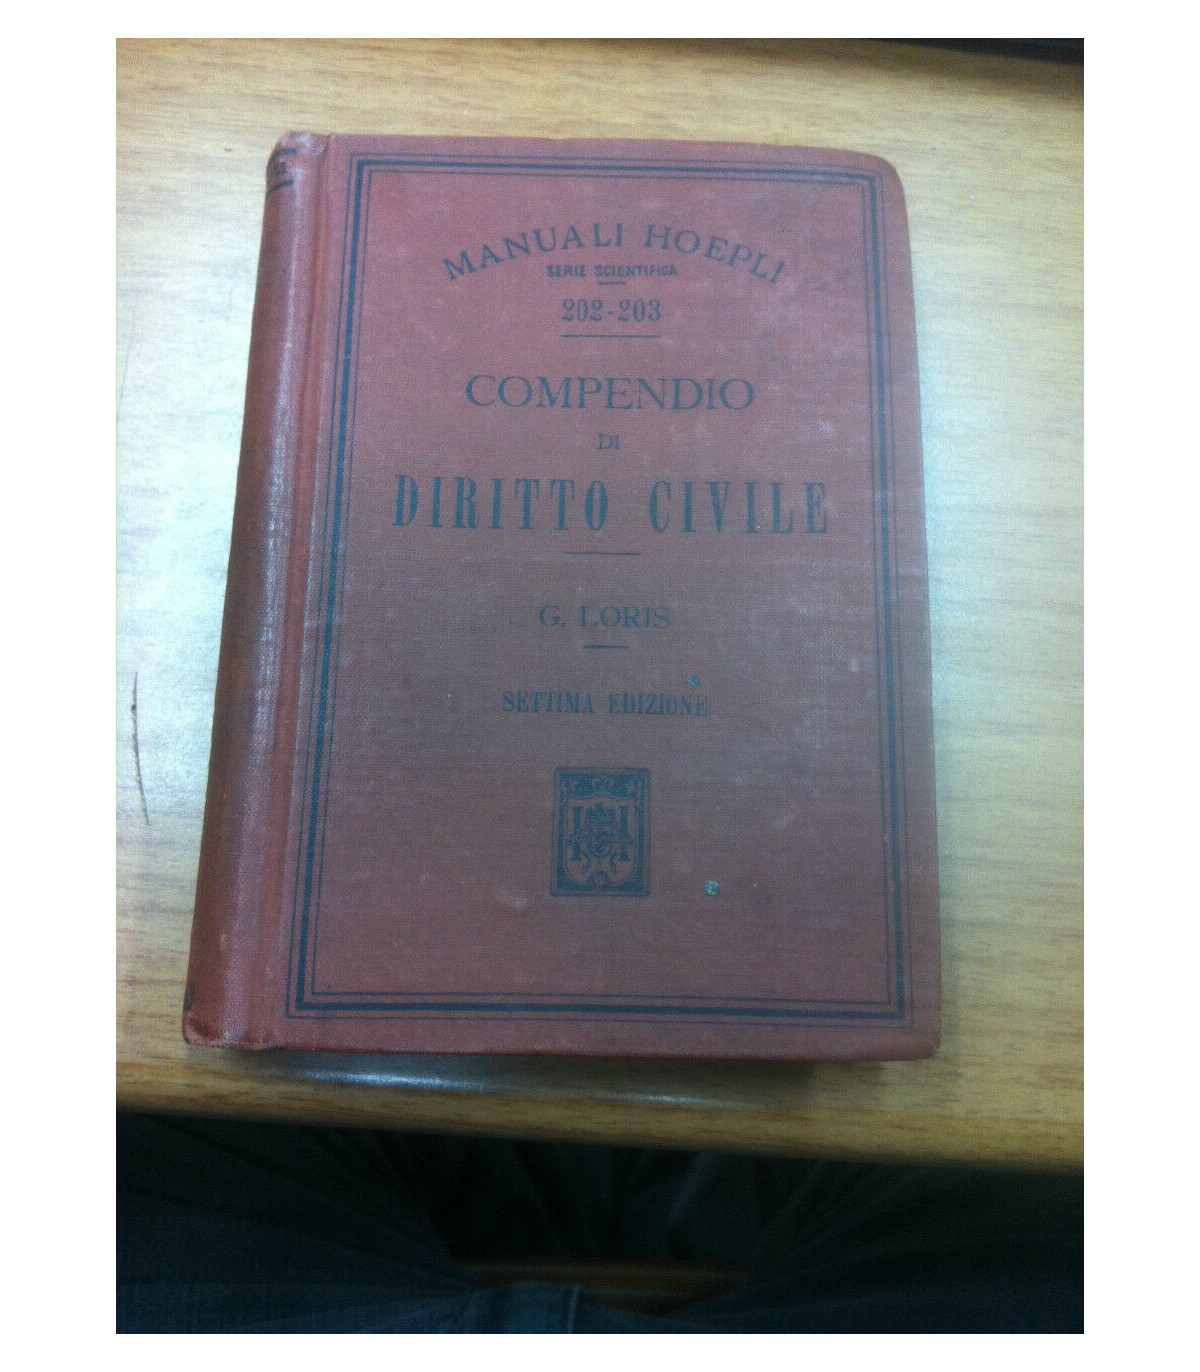 MANUALI HOEPLI
SERIE SCIENTIFICA
202-203
COMPENDIO
DI
DIRITTO CIVILE
G. LORIS
SETTIMA EDIZIONE